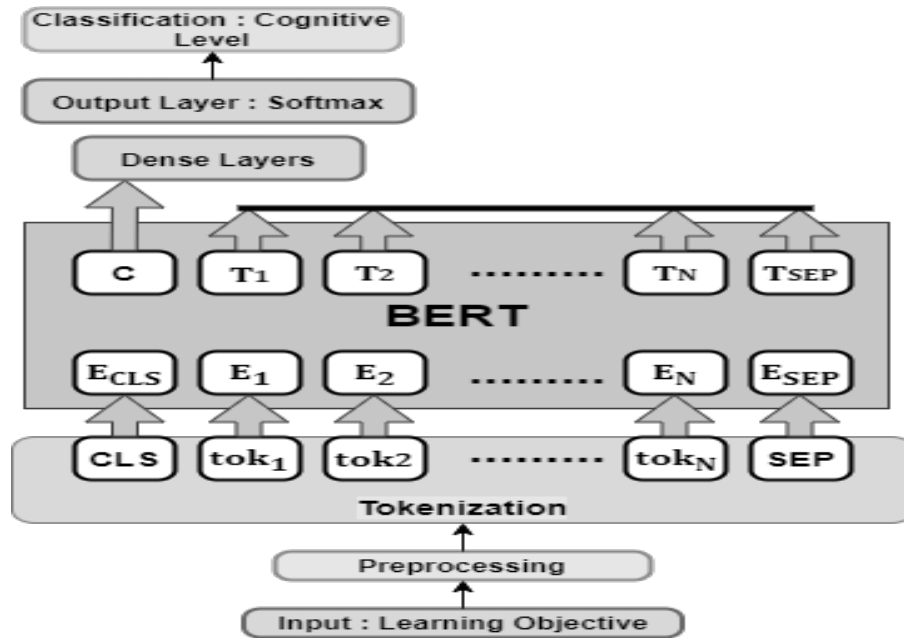 Classification : Cognitive
Level
Output Layer : Softmax
Dense Layers
C T1 T2 ......... TN TSEP
BERT
ECLS E1 E2 ......... EN ESEP
CLS tok1 tok2 ......... tokN SEP
Tokenization
Preprocessing
Input : Learning Objective